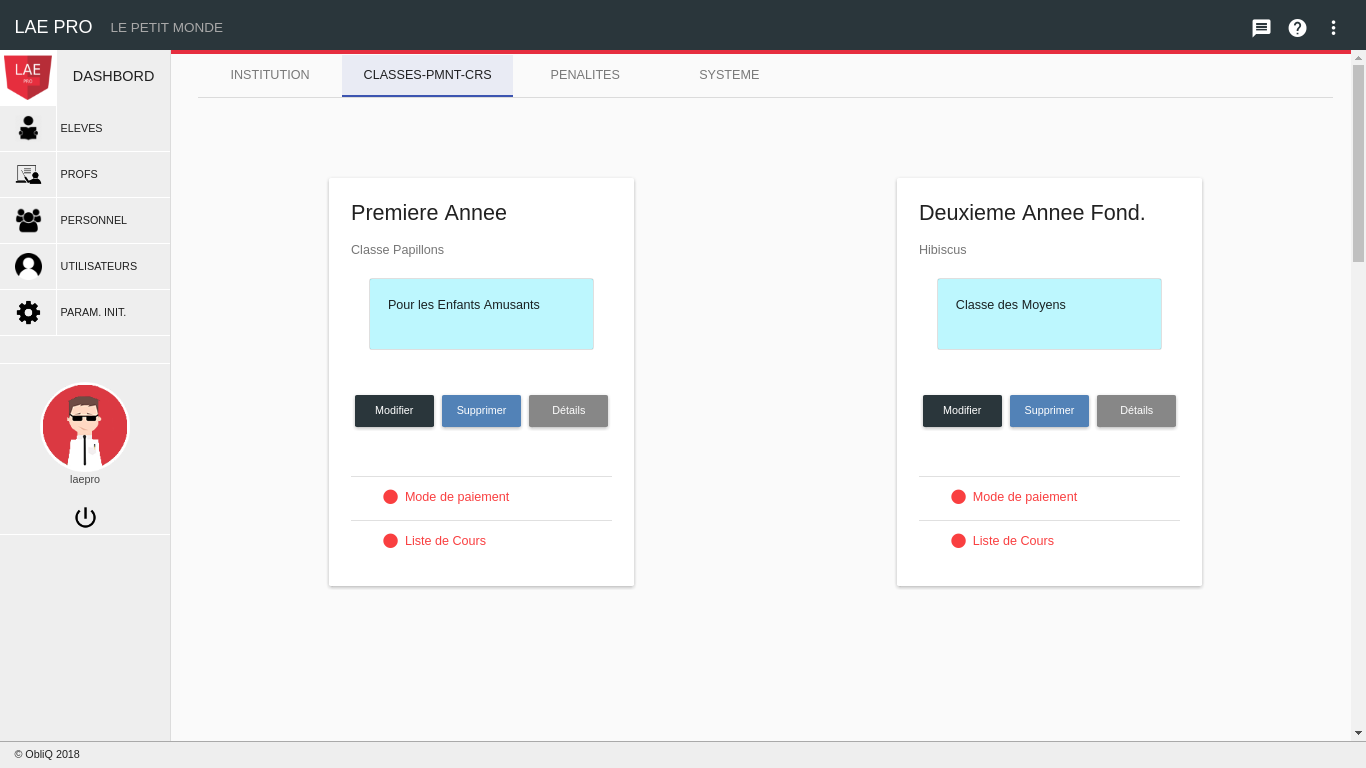 LAE PRO LE PETIT MONDE
LAE
PRO
DASHBORD
INSTITUTION CLASSES-PMNT-CRS PENALITES SYSTEME
ELEVES
PROFS
PERSONNEL
UTILISATEURS
PARAM. INIT.
laepro
Premiere Annee
Classe Papillons
Pour les Enfants Amusants
Modifier Supprimer Détails
Mode de paiement
Liste de Cours
Deuxieme Annee Fond.
Hibiscus
Classe des Moyens
Modifier Supprimer Détails
Mode de paiement
Liste de Cours
© ObliQ 2018